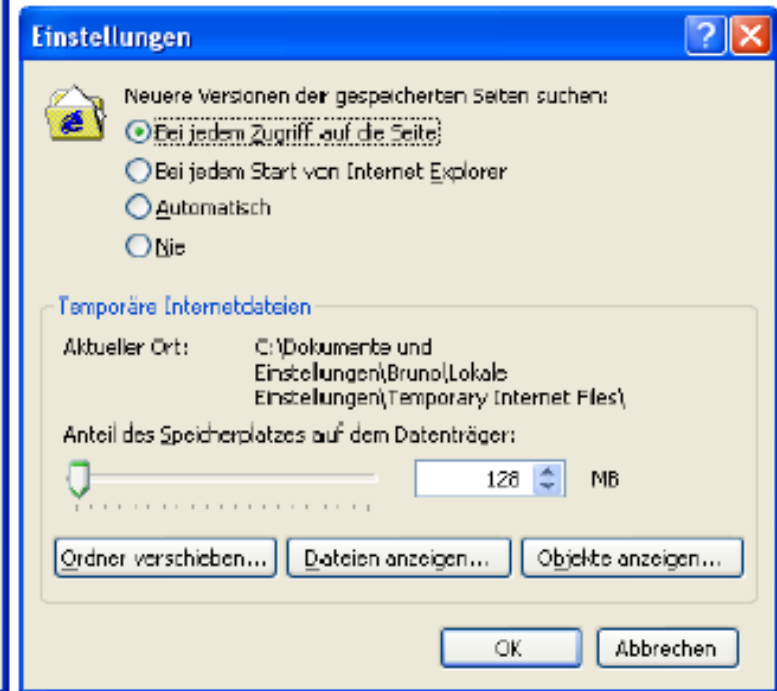 Einstellungen
Neuere Versionen der gespeicherten Seiten suchen:
Bei jedem Zugriff auf die Seite
Bei jedem Start von Internet Explorer
Automatisch
Nie
Temporäre Internetdateien
Aktueller Ort: C:\Dokumente und
Einstellungen\Bruno\Lokale
Einstellungen\Temporary Internet Files\
Anteil des Speicherplatzes auf dem Datenträger:
128 MB
Ordner verschieben... Dateien anzeigen... Objekte anzeigen...
OK Abbrechen